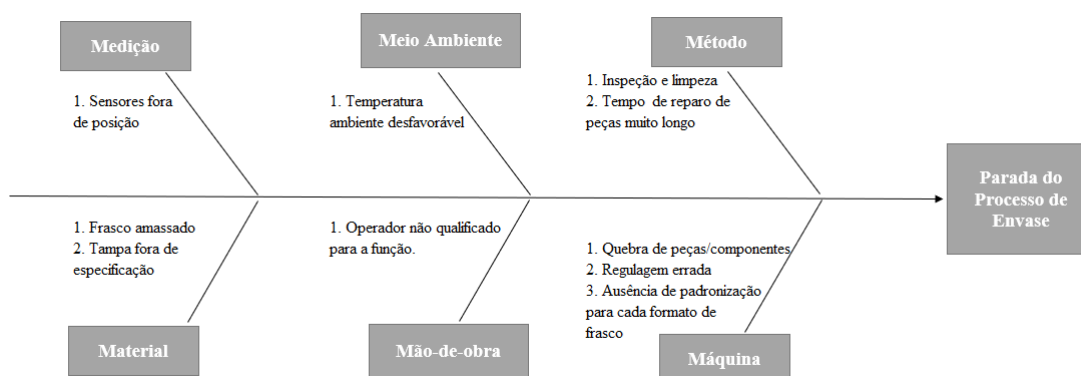 Medição
Meio Ambiente
Método
1. Sensores fora
de posição
1. Temperatura
ambiente desfavorável
1. Inspeção e limpeza
2. Tempo de reparo de
peças muito longo
Parada do
Processo de
Envase
1. Frasco amassado
2. Tampa fora de
especificação
1. Operador não qualificado
para a função.
1. Quebra de peças/componentes
2. Regulagem errada
3. Ausência de padronização
para cada formato de
frasco
Material
Mão-de-obra
Máquina